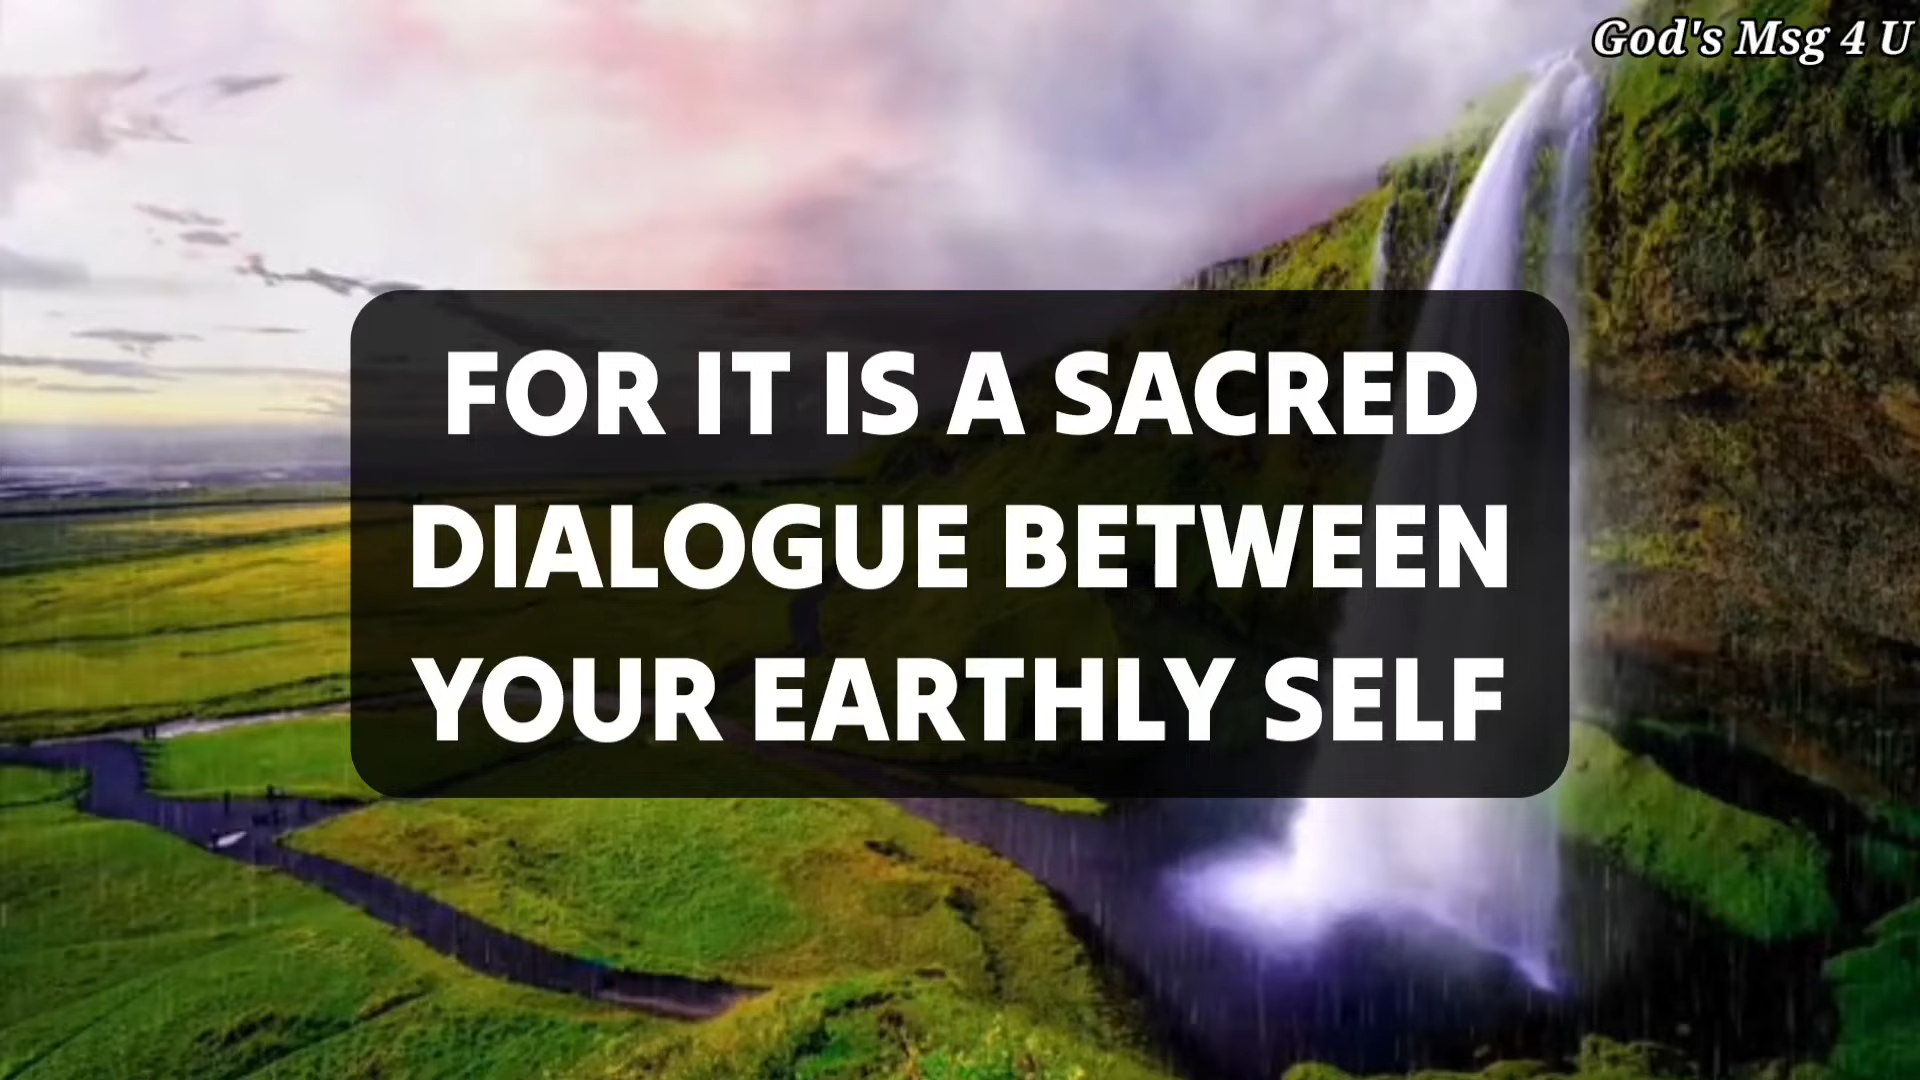 God's Msg 4 U
FOR IT IS A SACRED
DIALOGUE BETWEEN
YOUR EARTHLY SELF